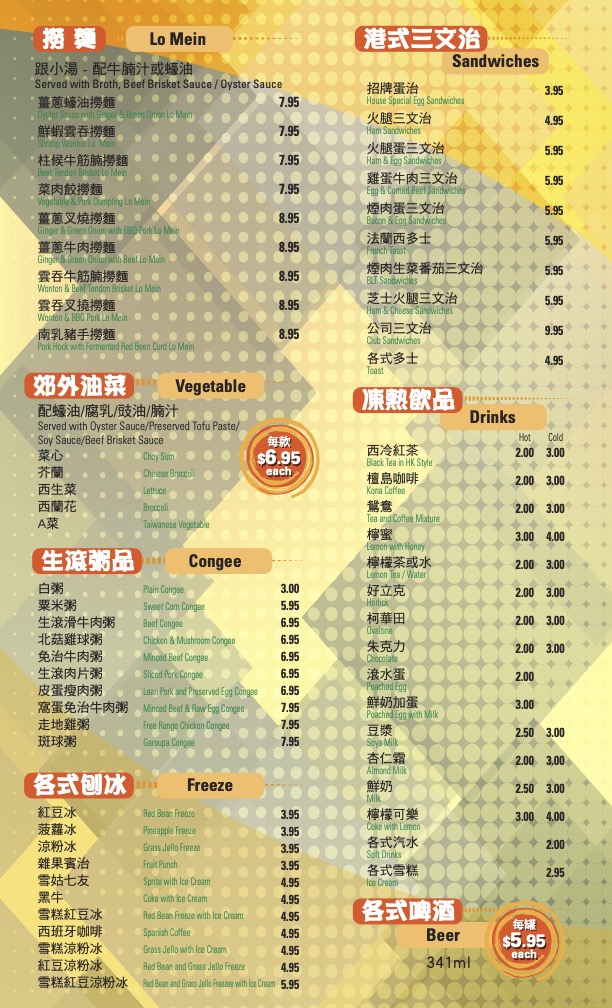 撈 麵
Lo Mein
跟小湯 - 配牛腩汁或蠔油
Served with Broth, Beef Brisket Sauce / Oyster Sauce
薑蔥蠔油撈麵 7.95
Oyster Sauce with Ginger & Green Onion Lo Mein
鮮蝦雲吞撈麵 7.95
Shrimp Wonton Lo Mein
柱候牛筋腩撈麵 7.95
Beef Tendon Brisket Lo Mein
菜肉餃撈麵 7.95
Vegetable & Pork Dumpling Lo Mein
薑蔥叉燒撈麵 8.95
Ginger & Green Onion with BBQ Pork Lo Mein
薑蔥牛肉撈麵 8.95
Ginger & Green Onion with Beef Lo Mein
雲吞牛筋腩撈麵 8.95
Wonton & Beef Tendon Brisket Lo Mein
雲吞叉撓撈麵 8.95
Wonton & BBC Pork Lo Mein
南乳豬手撈麵 8.95
Pork Hock with Fermented Red Been Curd Lo Mein
郊外油菜
Vegetable
配蠔油/腐乳/豉油/腩汁
Served with Oyster Sauce/Preserved Tofu Paste/
Soy Sauce/Beef Brisket Sauce
每款
$6.95
each
菜心 Choy Sum
芥蘭 Chinese Broccoli
西生菜 Lettuce
西蘭花 Broccoli
A菜 Taiwanese Vegetable
生滾粥品
Congee
白粥 Plain Congee 3.00
粟米粥 Sweet Corn Congee 5.95
生滾滑牛肉粥 Beef Congee 6.95
北菇雞球粥 Chicken & Mushroom Congee 6.95
免治牛肉粥 Minced Beef Congee 6.95
生滾肉片粥 Sliced Pork Congee 6.95
皮蛋瘦肉粥 Lean Pork and Preserved Egg Congee 6.95
窩蛋免治牛肉粥 Minced Beef & Raw Egg Congee 7.95
走地雞粥 Free Range Chicken Congee 7.95
斑球粥 Garoupa Congee 7.95
各式刨冰
Freeze
紅豆冰 Red Bean Freeze 3.95
菠蘿冰 Pineapple Freeze 3.95
涼粉冰 Grass Jello Freeze 3.95
雜果賓治 Fruit Punch 3.95
雪姑七友 Sprite with Ice Cream 4.95
黑牛 Coke with Ice Cream 4.95
雪糕紅豆冰 Red Bean Freeze with Ice Cream 4.95
西班牙咖啡 Spanish Coffee 4.95
雪糕涼粉冰 Grass Jello with Ice Cream 4.95
紅豆涼粉冰 Red Bean and Grass Jello Freeze 4.95
雪糕紅豆涼粉冰 Red Bean and Grass Jello Freezee with Ice Cream 5.95
港式三文治
Sandwiches
招牌蛋治 3.95
House Special Egg Sandwiches
火腿三文治 4.95
Ham Sandwiches
火腿蛋三文治 5.95
Ham & Egg Sandwiches
雞蛋牛肉三文治 5.95
Egg & Corned Beef Sandwiches
煙肉蛋三文治 5.95
Bacon & Egg Sandwiches
法蘭西多士 5.95
French Toast
煙肉生菜番茄三文治 5.95
BLT Sandwiches
芝士火腿三文治 5.95
Ham & Cheese Sandwiches
公司三文治 9.95
Club Sandwiches
各式多士 4.95
Toast
凍熱飲品
Drinks
Hot Cold
西冷紅茶 2.00 3.00
Black Tea in HK Style
檀島咖啡 2.00 3.00
Kona Coffee
鴛鴦 2.00 3.00
Tea and Coffee Mixture
檸蜜 3.00 4.00
Lemon with Honey
檸檬茶或水 2.00 3.00
Lemon Tea / Water
好立克 2.00 3.00
Horlick
柯華田 2.00 3.00
Ovaltine
朱克力 2.00 3.00
Chocolate
滾水蛋 2.00
Poached Egg
鮮奶加蛋 3.00
Poached Egg with Milk
豆漿 2.50 3.00
Soya Milk
杏仁霜 2.00 3.00
Almond Milk
鮮奶 2.50 3.00
Milk
檸檬可樂 3.00 4.00
Coke with Lemon
各式汽水 2.00
Soft Drinks
各式雪糕 2.95
Ice Cream
各式啤酒
Beer
341ml
每罐
$5.95
each